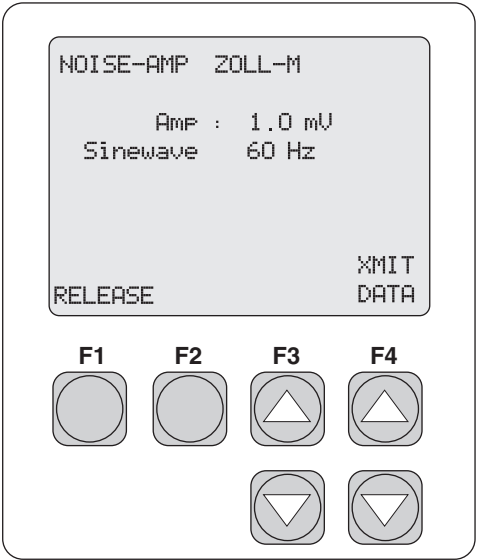 NOISE-AMP ZOLL-M
Amp : 1.0 mV
Sinewave 60 Hz
XMIT
RELEASE DATA
F1 F2 F3 F4